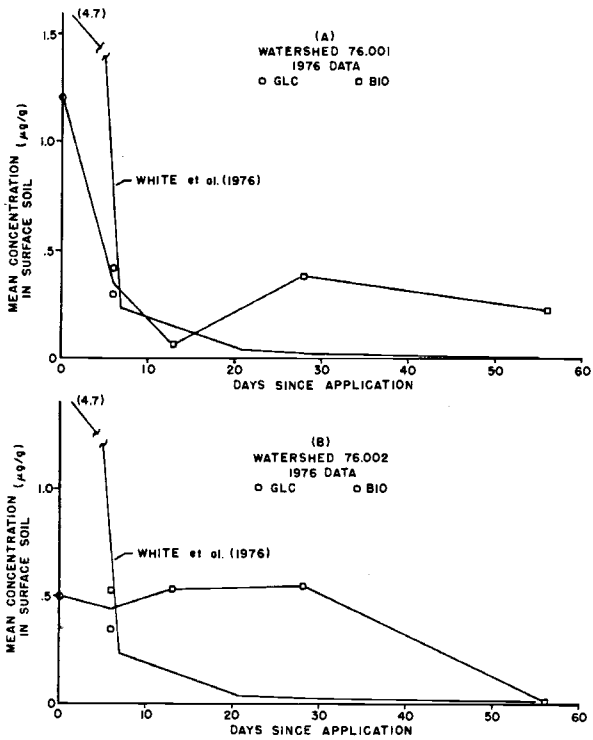 (4.7)
(A)
WATERSHED 76.001
1976 DATA
GLC BIO
WHITE et al. (1976)
MEAN CONCENTRATION (µg/g)
IN SURFACE SOIL
1.5
1.0
.5
0
0 10 20 30 40 50 60
DAYS SINCE APPLICATION
(4.7)
(B)
WATERSHED 76.002
1976 DATA
GLC BIO
WHITE et al. (1976)
MEAN CONCENTRATION (µg/g)
IN SURFACE SOIL
1.0
.5
0
0 10 20 30 40 50 60
DAYS SINCE APPLICATION